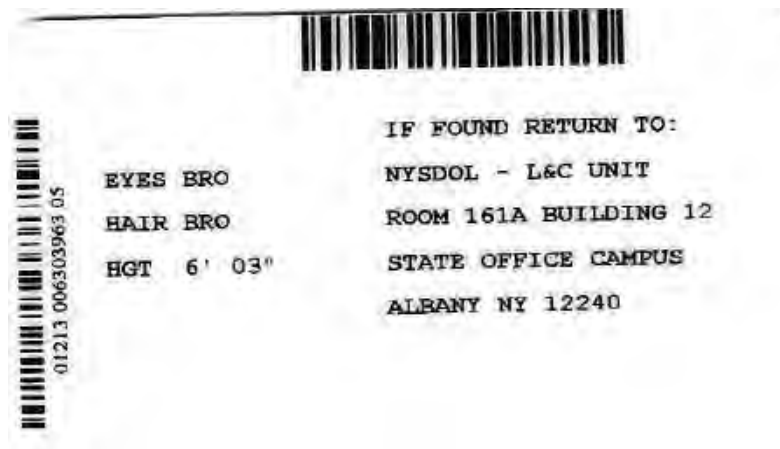 01213 006303963 05
EYES BRO
HAIR BRO
HGT 6' 03"
IF FOUND RETURN TO:
NYSDOL - L&C UNIT
ROOM 161A BUILDING 12
STATE OFFICE CAMPUS
ALBANY NY 12240